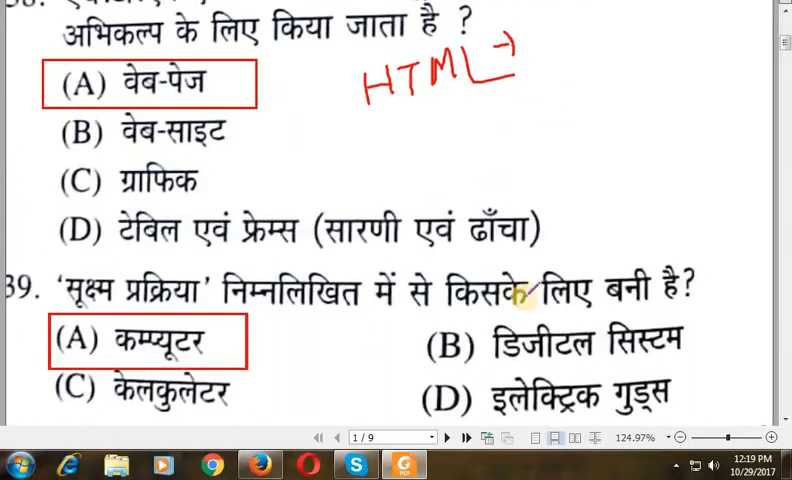 38.
अभिकल्प के लिए किया जाता है ?
(A) वेब-पेज
HTML →
(B) वेब-साइट
(C) ग्राफिक
(D) टेबिल एवं फ्रेम्स (सारणी एवं ढाँचा)
39. ‘सूक्ष्म प्रक्रिया’ निम्नलिखित में से किसके लिए बनी है?
(A) कम्प्यूटर
(B) डिजीटल सिस्टम
(C) केलकुलेटर
(D) इलेक्ट्रिक गुड्स
1 / 9
124.97%
12:19 PM
10/29/2017